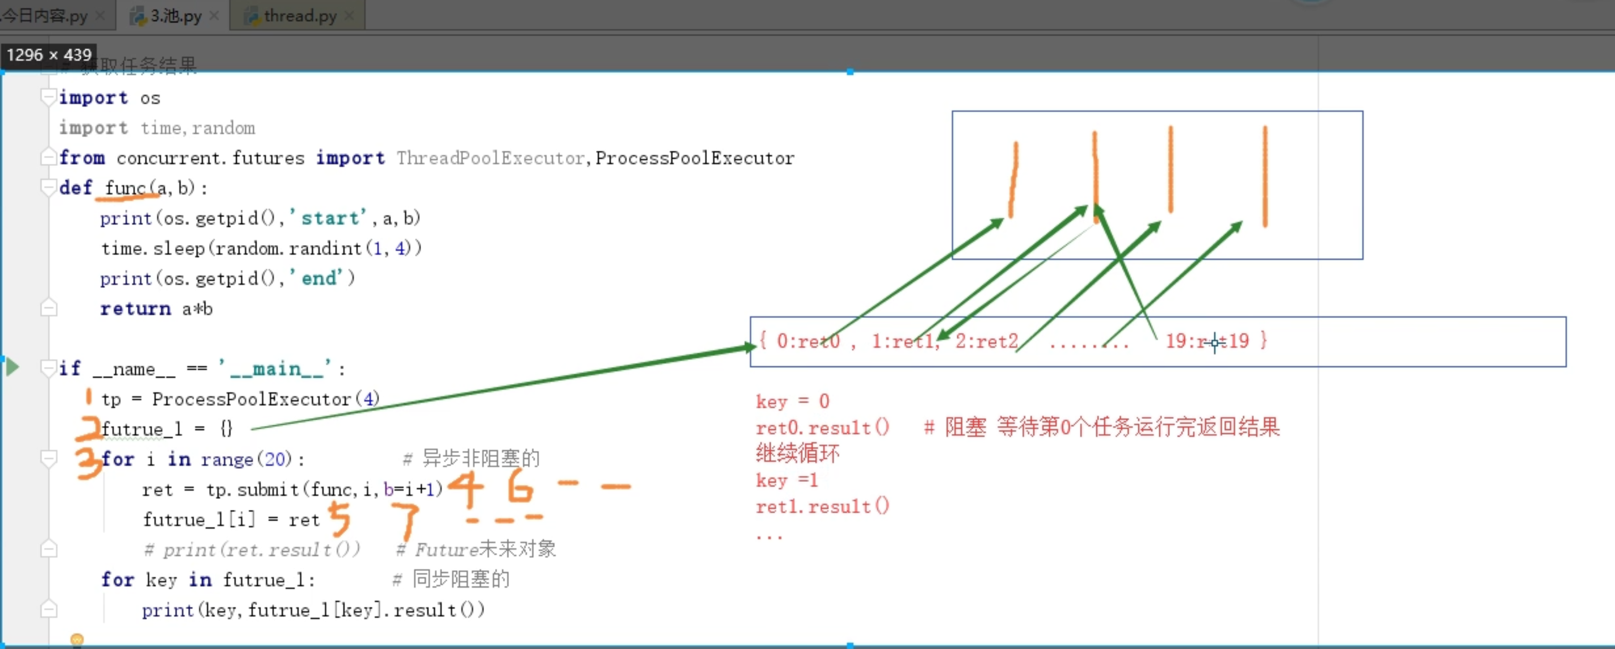 今日内容.py
3.池.py
thread.py
1296 × 439
获取任务结果
import os
import time,random
from concurrent.futures import ThreadPoolExecutor,ProcessPoolExecutor
def func(a,b):
print(os.getpid(),'start',a,b)
time.sleep(random.randint(1,4))
print(os.getpid(),'end')
return a*b
if __name__ == '__main__':
1 tp = ProcessPoolExecutor(4)
2 futrue_l = {}
3 for i in range(20): # 异步非阻塞的
ret = tp.submit(func,i,b=i+1) 4 6 - -
futrue_l[i] = ret 5 7 - - -
# print(ret.result()) # Future未来对象
for key in futrue_l: # 同步阻塞的
print(key,futrue_l[key].result())
{ 0:ret0 , 1:ret1, 2:ret2 ........ 19:ret19 }
key = 0
ret0.result() # 阻塞 等待第0个任务运行完返回结果
继续循环
key =1
ret1.result()
...